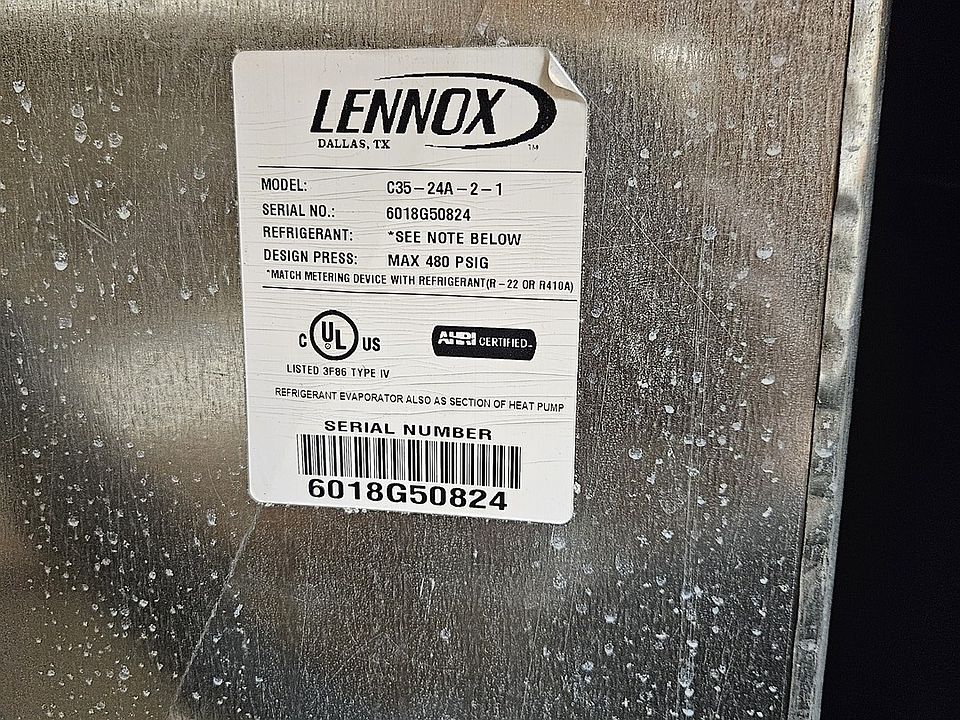 LENNOX
DALLAS, TX ™
MODEL: C35-24A-2-1
SERIAL NO.: 6018G50824
REFRIGERANT: *SEE NOTE BELOW
DESIGN PRESS: MAX 480 PSIG
*MATCH METERING DEVICE WITH REFRIGERANT(R-22 OR R410A)
C UL US AHRI CERTIFIED™
LISTED 3F86 TYPE IV
REFRIGERANT EVAPORATOR ALSO AS SECTION OF HEAT PUMP
SERIAL NUMBER
6018G50824